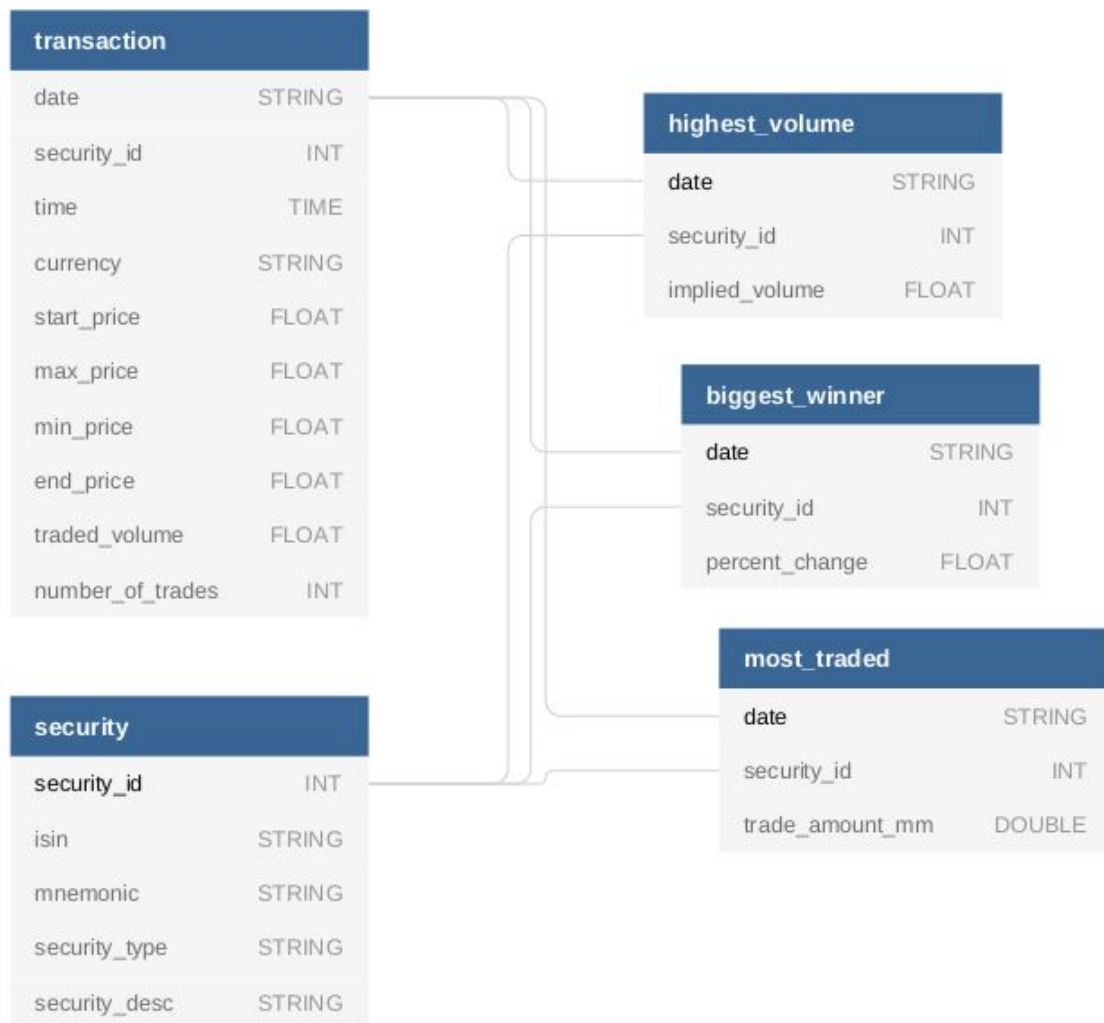 transaction
date STRING
security_id INT
time TIME
currency STRING
start_price FLOAT
max_price FLOAT
min_price FLOAT
end_price FLOAT
traded_volume FLOAT
number_of_trades INT
security
security_id INT
isin STRING
mnemonic STRING
security_type STRING
security_desc STRING
highest_volume
date STRING
security_id INT
implied_volume FLOAT
biggest_winner
date STRING
security_id INT
percent_change FLOAT
most_traded
date STRING
security_id INT
trade_amount_mm DOUBLE